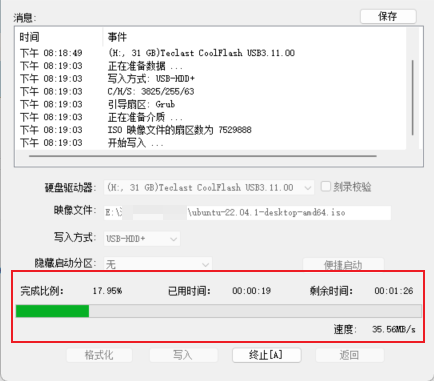 消息:
保存
时间 事件
下午 08:18:49 (H:, 31 GB)Teclast CoolFlash USB3.11.00
下午 08:19:03 正在准备数据 ...
下午 08:19:03 写入方式: USB-HDD+
下午 08:19:03 C/H/S: 3825/255/63
下午 08:19:03 引导扇区: Grub
下午 08:19:03 正在准备介质 ...
下午 08:19:03 ISO 映像文件的扇区数为 7529888
下午 08:19:03 开始写入 ...
硬盘驱动器: (H:, 31 GB)Teclast CoolFlash USB3.11.00 刻录校验
映像文件: E:\ \ubuntu-22.04.1-desktop-amd64.iso
写入方式: USB-HDD+
隐藏启动分区: 无 便捷启动
完成比例: 17.95% 已用时间: 00:00:19 剩余时间: 00:01:26
速度: 35.56MB/s
格式化 写入 终止[A] 返回